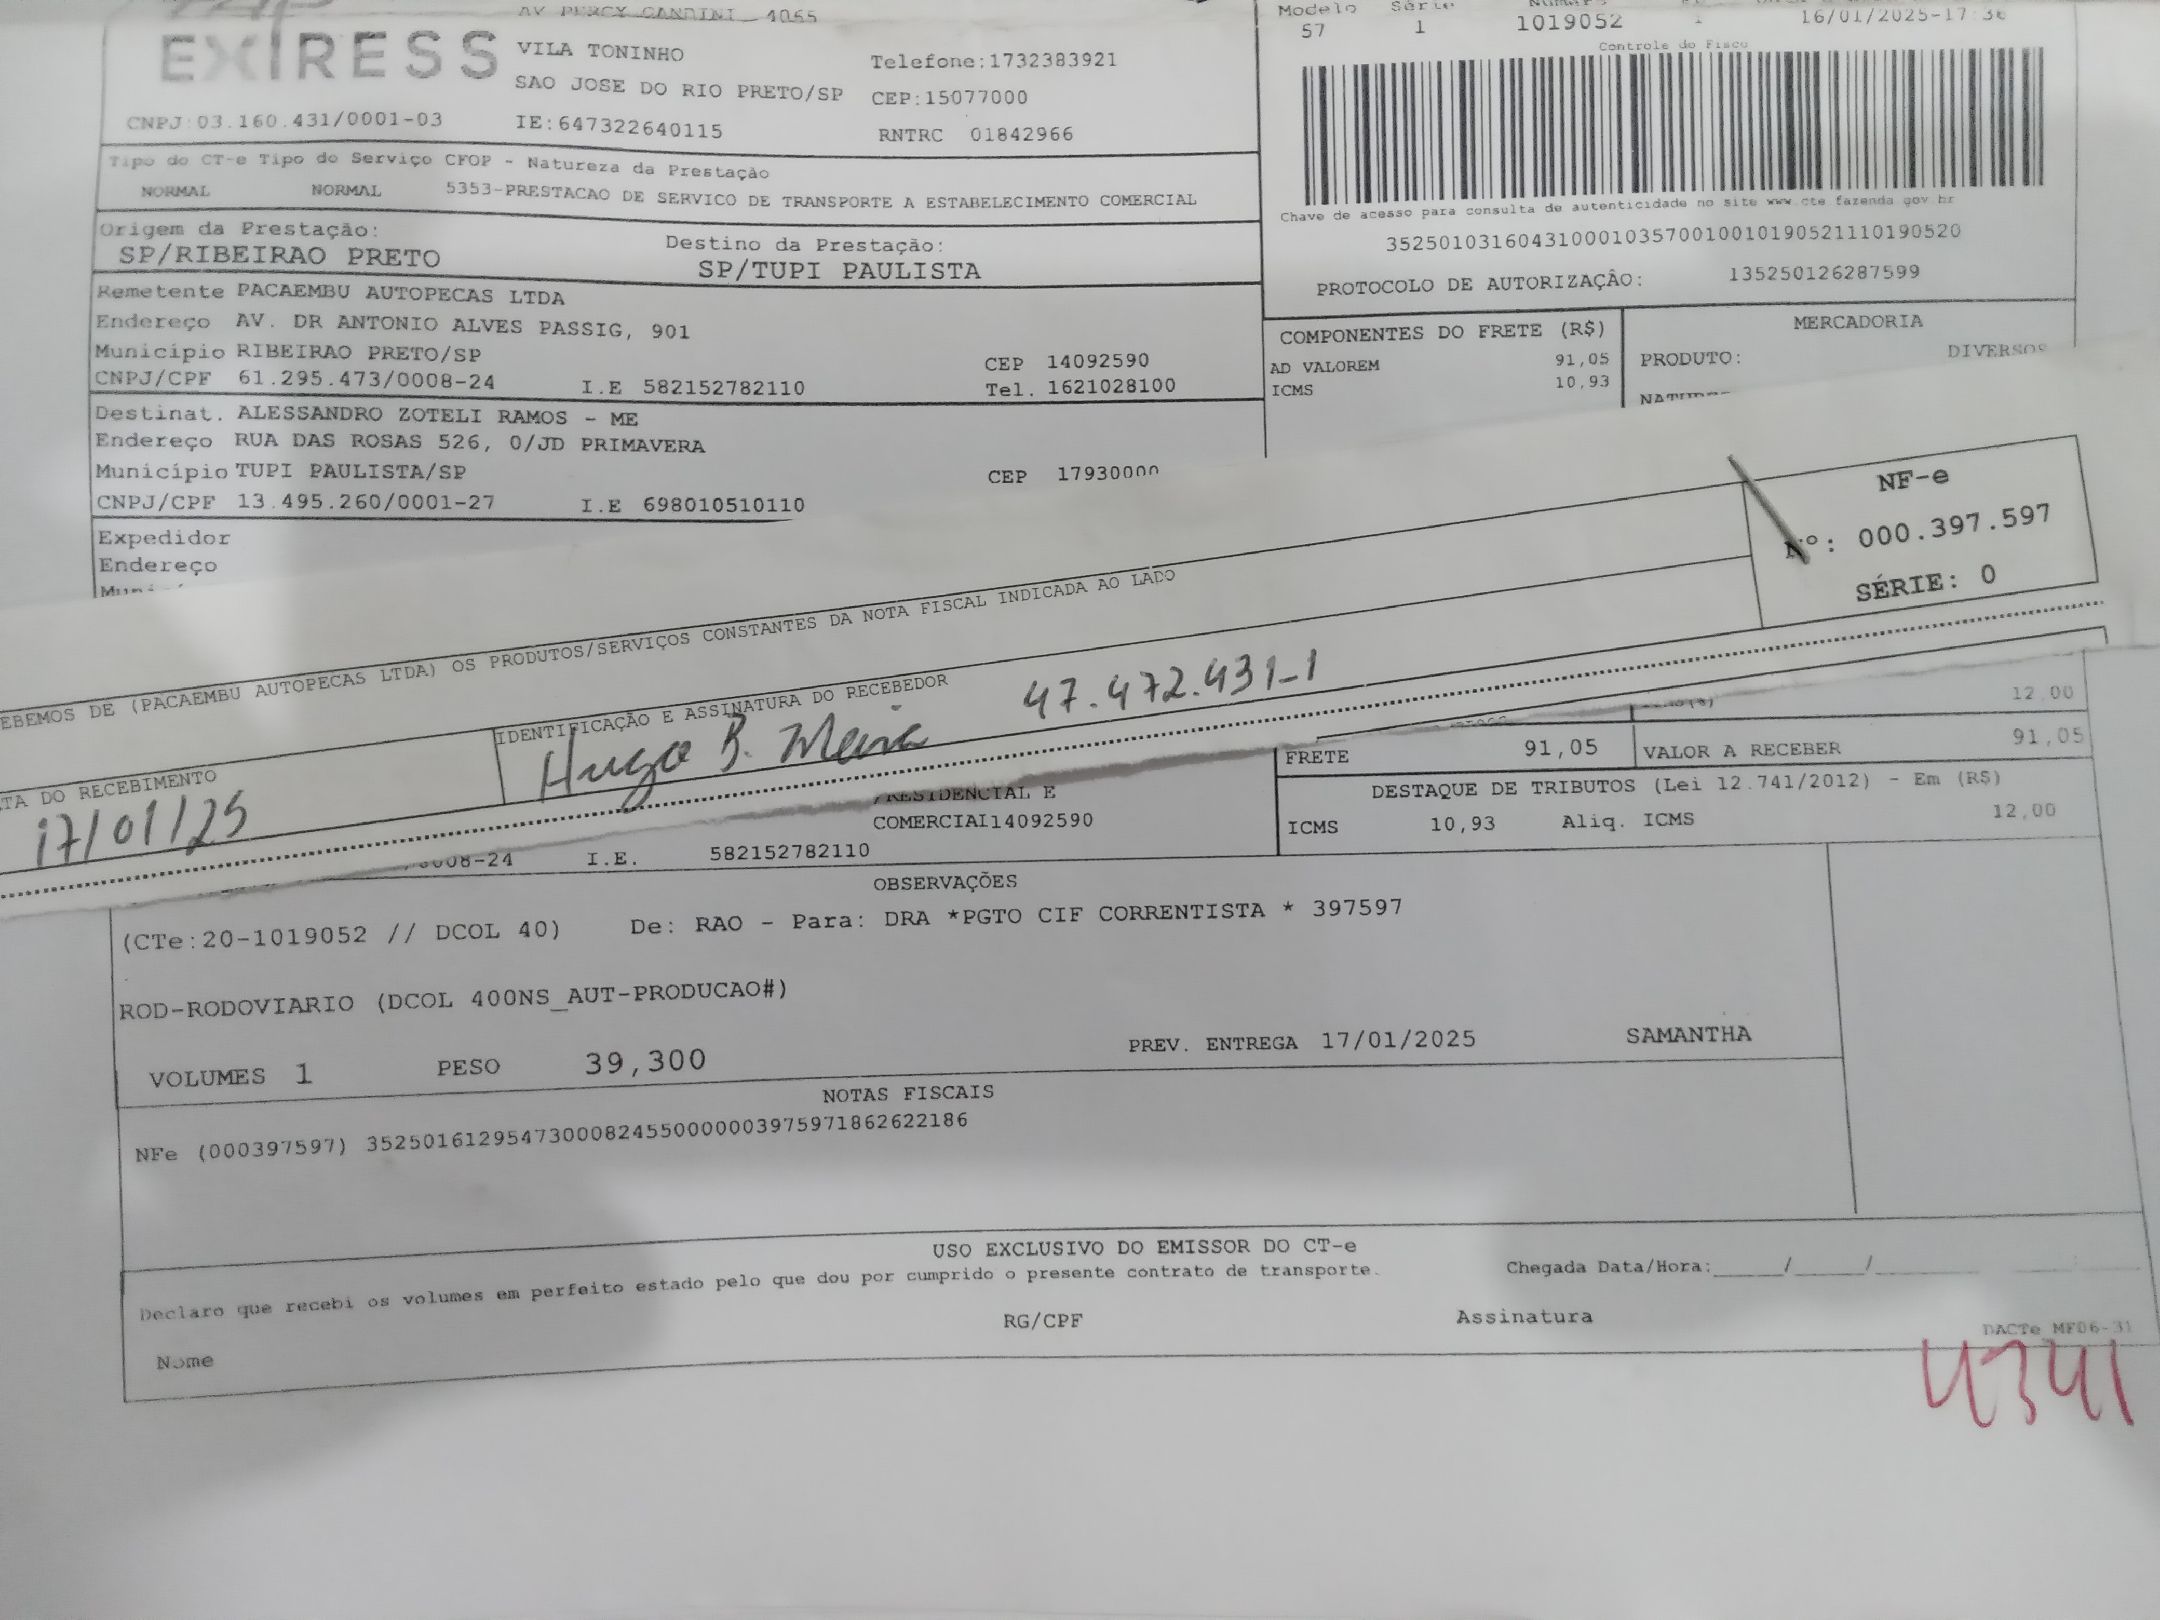 AV PERCY GANDINI 4055
EXPRESS
VILA TONINHO
Telefone:1732383921
SAO JOSE DO RIO PRETO/SP CEP:15077000
CNPJ:03.160.431/0001-03 IE:647322640115 RNTRC 01842966
Modelo Série
57 1 1019052 1 16/01/2025-17:36
Controle do Fisco
Chave de acesso para consulta de autenticidade no site www.cte.fazenda.gov.br
35250103160431000103570010010190521110190520
PROTOCOLO DE AUTORIZAÇÃO: 135250126287599
Tipo do CT-e Tipo do Serviço CFOP - Natureza da Prestação
NORMAL NORMAL 5353-PRESTACAO DE SERVICO DE TRANSPORTE A ESTABELECIMENTO COMERCIAL
Origem da Prestação: Destino da Prestação:
SP/RIBEIRAO PRETO SP/TUPI PAULISTA
Remetente PACAEMBU AUTOPECAS LTDA
Endereço AV. DR ANTONIO ALVES PASSIG, 901
Município RIBEIRAO PRETO/SP CEP 14092590
CNPJ/CPF 61.295.473/0008-24 I.E 582152782110 Tel. 1621028100
COMPONENTES DO FRETE (R$) MERCADORIA
AD VALOREM 91,05 PRODUTO: DIVERSOS
ICMS 10,93
Destinat. ALESSANDRO ZOTELI RAMOS - ME
Endereço RUA DAS ROSAS 526, 0/JD PRIMAVERA
Município TUPI PAULISTA/SP CEP 17930000
CNPJ/CPF 13.495.260/0001-27 I.E 698010510110
Expedidor
Endereço
NF-e
Nº: 000.397.597
SÉRIE: 0
EBEMOS DE (PACAEMBU AUTOPECAS LTDA) OS PRODUTOS/SERVIÇOS CONSTANTES DA NOTA FISCAL INDICADA AO LADO
TA DO RECEBIMENTO IDENTIFICAÇÃO E ASSINATURA DO RECEBEDOR
17/01/25 Hugo B. Meira 47.472.431-1
12,00
FRETE 91,05 VALOR A RECEBER 91,05
DESTAQUE DE TRIBUTOS (Lei 12.741/2012) - Em (R$)
ICMS 10,93 Aliq. ICMS 12,00
PRESIDENCIAL E
COMERCIAL14092590
0008-24 I.E. 582152782110
OBSERVAÇÕES
(CTe:20-1019052 // DCOL 40) De: RAO - Para: DRA *PGTO CIF CORRENTISTA * 397597
ROD-RODOVIARIO (DCOL 400NS_AUT-PRODUCAO#)
VOLUMES 1 PESO 39,300 PREV. ENTREGA 17/01/2025 SAMANTHA
NOTAS FISCAIS
NFe (000397597) 35250161295473000824550000003975971862622186
USO EXCLUSIVO DO EMISSOR DO CT-e
Declaro que recebi os volumes em perfeito estado pelo que dou por cumprido o presente contrato de transporte. Chegada Data/Hora:_____/_____/_____
Nome RG/CPF Assinatura
DACTe MF06-31
4341